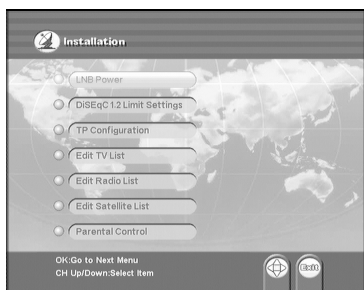 Installation
LNB Power
DiSEqC 1.2 Limit Settings
TP Configuration
Edit TV List
Edit Radio List
Edit Satellite List
Parental Control
OK:Go to Next Menu
CH Up/Down:Select Item
Exit